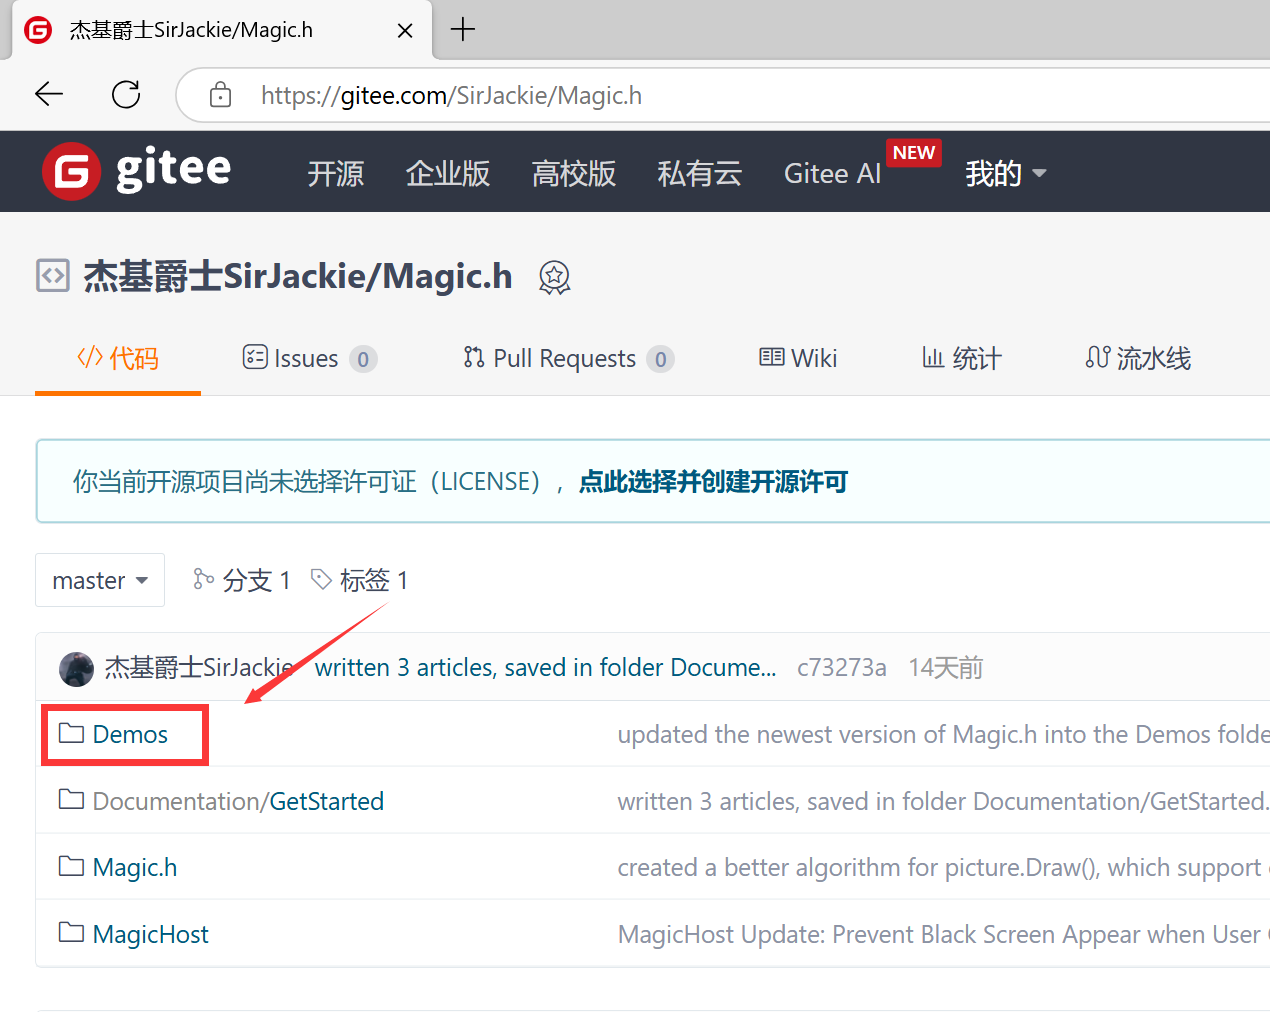 杰基爵士SirJackie/Magic.h
https://gitee.com/SirJackie/Magic.h
gitee 开源 企业版 高校版 私有云 Gitee AI NEW 我的
杰基爵士SirJackie/Magic.h
代码 Issues 0 Pull Requests 0 Wiki 统计 流水线
你当前开源项目尚未选择许可证（LICENSE），点此选择并创建开源许可
master 分支 1 标签 1
杰基爵士SirJackie written 3 articles, saved in folder Docume... c73273a 14天前
Demos updated the newest version of Magic.h into the Demos folde
Documentation/GetStarted written 3 articles, saved in folder Documentation/GetStarted.
Magic.h created a better algorithm for picture.Draw(), which support
MagicHost MagicHost Update: Prevent Black Screen Appear when User